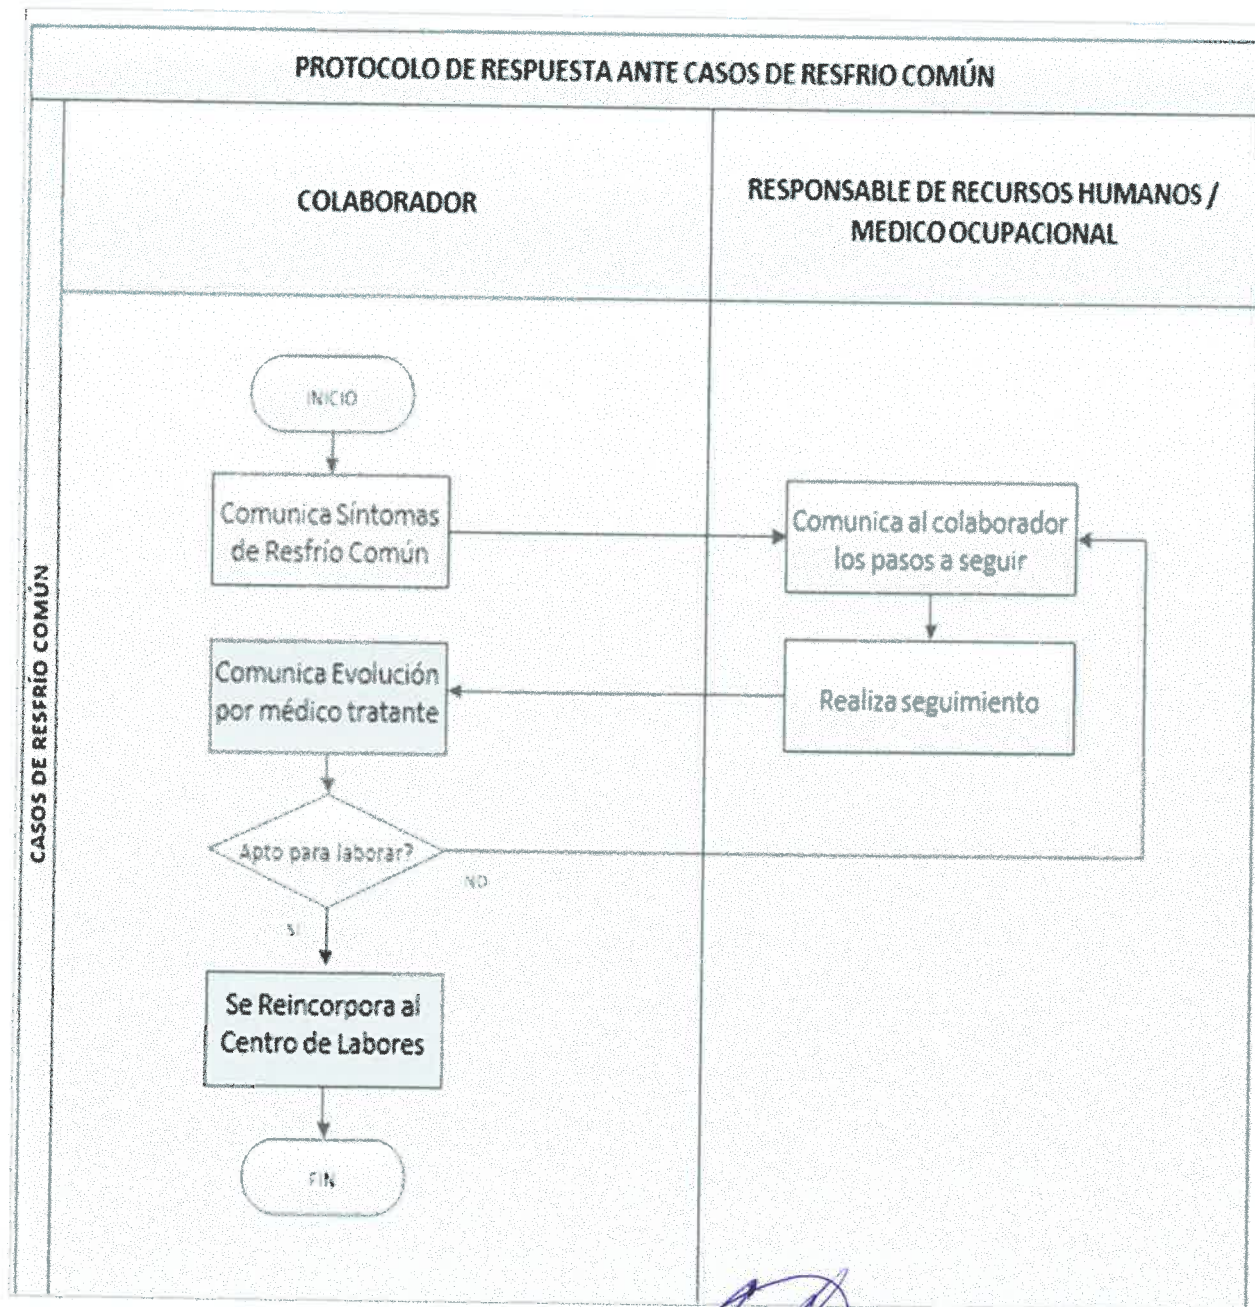 PROTOCOLO DE RESPUESTA ANTE CASOS DE RESFRIO COMÚN
COLABORADOR
RESPONSABLE DE RECURSOS HUMANOS /
MEDICO OCUPACIONAL
CASOS DE RESFRÍO COMÚN
INICIO
Comunica Síntomas
de Resfrío Común
Comunica al colaborador
los pasos a seguir
Realiza seguimiento
Comunica Evolución
por médico tratante
Apto para laborar?
NO
SI
Se Reincorpora al
Centro de Labores
FIN